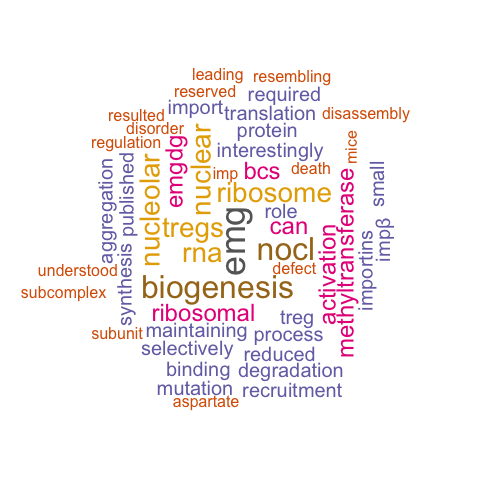 leading
resembling
reserved
required
import
translation
resulted
disassembly
disorder
protein
regulation
emgdg
nuclear
interestingly
mice
imp
bcs
death
aggregation
published
nucleolar
ribosome
methyltransferase
small
role
tregs
emg
can
rna
nocl
activation
importins
impβ
synthesis
understood
defect
subcomplex
biogenesis
ribosomal
treg
subunit
maintaining
process
selectively
reduced
binding
degradation
mutation
recruitment
aspartate